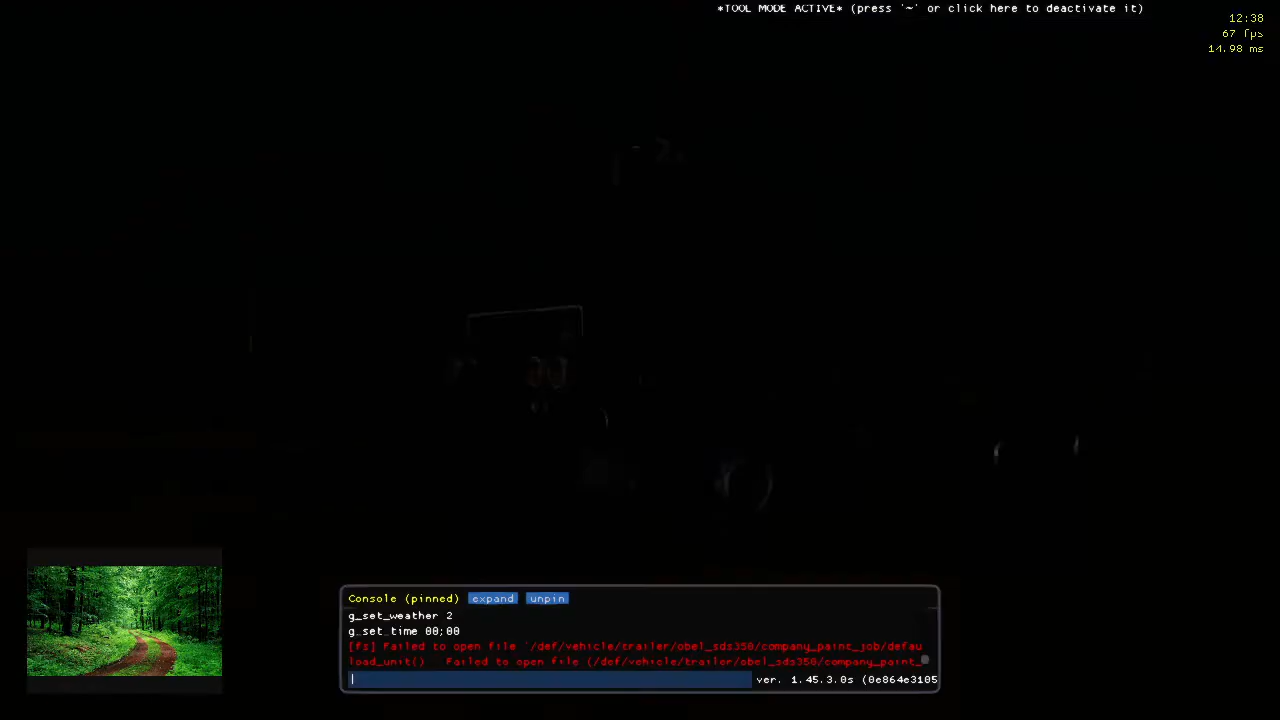 *TOOL MODE ACTIVE* (press '~' or click here to deactivate it)
12:38
67 fps
14.98 ms
Console (pinned) expand unpin
g_set_weather 2
g_set_time 00;00
[fs] Failed to open file '/def/vehicle/trailer/obel_sds350/company_paint_job/defau
load_unit() Failed to open file (/def/vehicle/trailer/obel_sds350/company_paint_
ver. 1.45.3.0s (0e864e3105